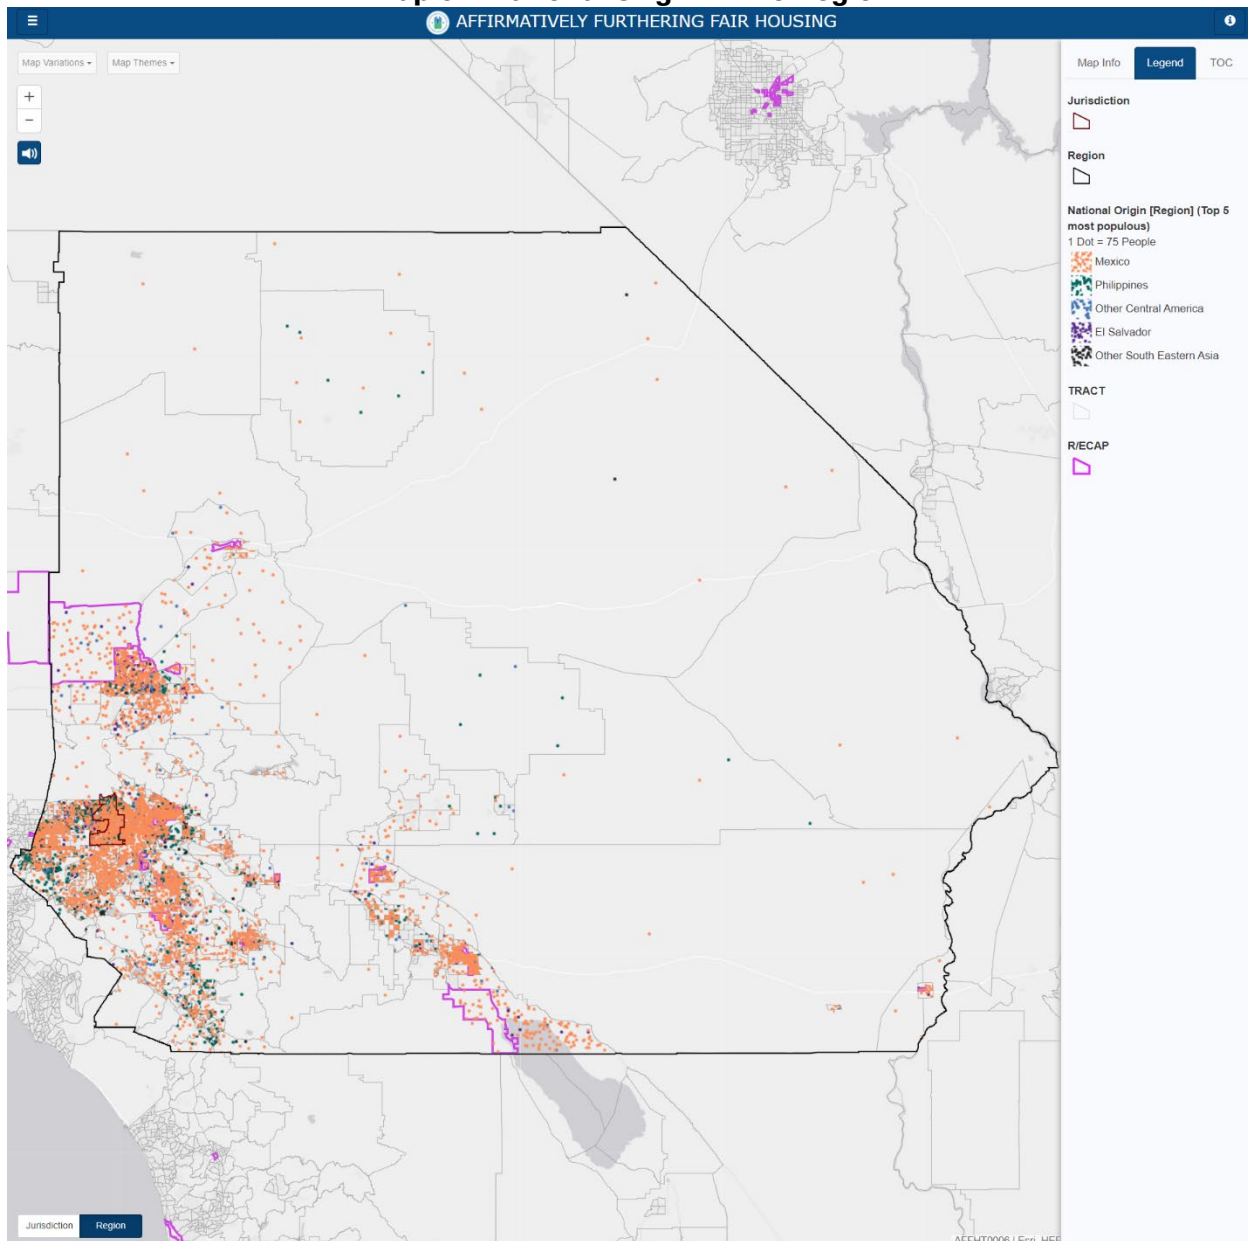 AFFIRMATIVELY FURTHERING FAIR HOUSING
Map Variations
Map Themes
+
−
Map Info
Legend
TOC
Jurisdiction
Region
National Origin [Region] (Top 5
most populous)
1 Dot = 75 People
Mexico
Philippines
Other Central America
El Salvador
Other South Eastern Asia
TRACT
R/ECAP
Jurisdiction
Region